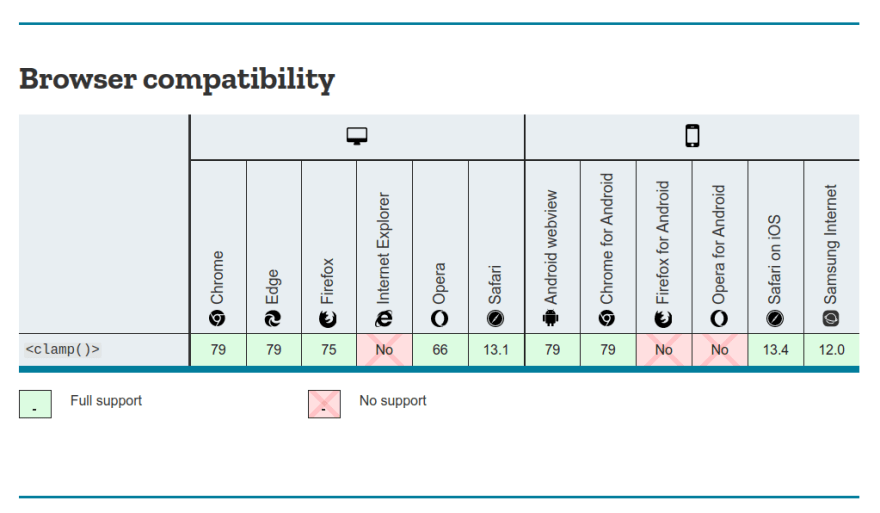 Browser compatibility
Chrome
Edge
Firefox
Internet Explorer
Opera
Safari
Android webview
Chrome for Android
Firefox for Android
Opera for Android
Safari on iOS
Samsung Internet
<clamp()> 79 79 75 No 66 13.1 79 79 No No 13.4 12.0
- Full support - No support